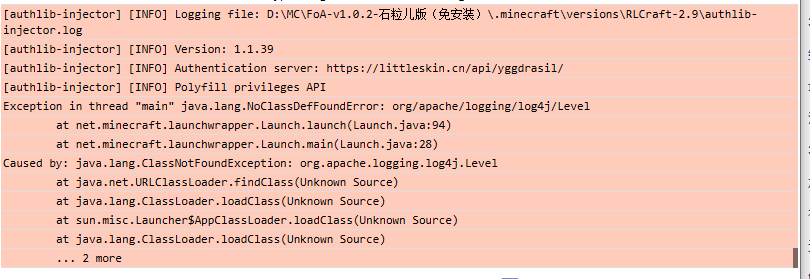 [authlib-injector] [INFO] Logging file: D:\MC\FoA-v1.0.2-石粒儿版（免安装）\.minecraft\versions\RLCraft-2.9\authlib-
injector.log
[authlib-injector] [INFO] Version: 1.1.39
[authlib-injector] [INFO] Authentication server: https://littleskin.cn/api/yggdrasil/
[authlib-injector] [INFO] Polyfill privileges API
Exception in thread "main" java.lang.NoClassDefFoundError: org/apache/logging/log4j/Level
at net.minecraft.launchwrapper.Launch.launch(Launch.java:94)
at net.minecraft.launchwrapper.Launch.main(Launch.java:28)
Caused by: java.lang.ClassNotFoundException: org.apache.logging.log4j.Level
at java.net.URLClassLoader.findClass(Unknown Source)
at java.lang.ClassLoader.loadClass(Unknown Source)
at sun.misc.Launcher$AppClassLoader.loadClass(Unknown Source)
at java.lang.ClassLoader.loadClass(Unknown Source)
... 2 more